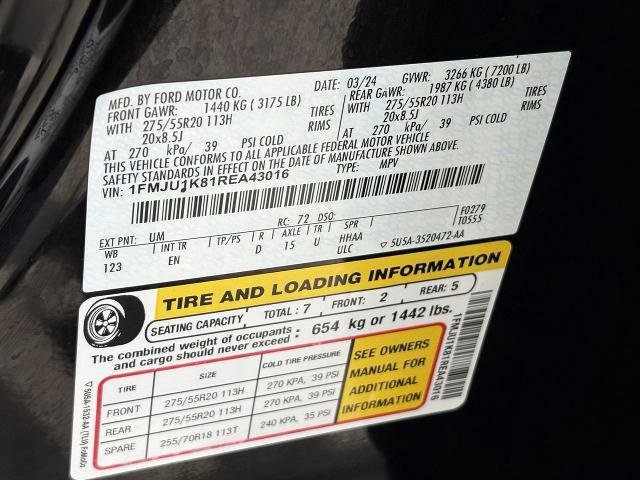 MFD. BY FORD MOTOR CO.
DATE: 03/24 GVWR: 3266 KG ( 7200 LB)
FRONT GAWR: 1440 KG ( 3175 LB) REAR GAWR: 1987 KG ( 4380 LB)
WITH 275/55R20 113H TIRES 275/55R20 113H TIRES
20x8.5J RIMS 20x8.5J RIMS
AT 270 kPa/ 39 PSI COLD AT 270 kPa/ 39 PSI COLD
THIS VEHICLE CONFORMS TO ALL APPLICABLE FEDERAL MOTOR VEHICLE
SAFETY STANDARDS IN EFFECT ON THE DATE OF MANUFACTURE SHOWN ABOVE.
VIN: 1FMJU1K81REA43016 TYPE: MPV
EXT PNT: UM RC: 72 DSO: F0279
WB INT TR TP/PS R AXLE TR SPR T0555
123 EN D 15 U HHAA
ULC ▽ 5U5A-3520472-AA
TIRE AND LOADING INFORMATION
SEATING CAPACITY TOTAL : 7 FRONT: 2 REAR: 5
The combined weight of occupants and cargo should never exceed : 654 kg or 1442 lbs.
TIRE SIZE COLD TIRE PRESSURE
FRONT 275/55R20 113H 270 KPA, 39 PSI
REAR 275/55R20 113H 270 KPA, 39 PSI
SPARE 255/70R18 113T 240 KPA, 35 PSI
SEE OWNERS
MANUAL FOR
ADDITIONAL
INFORMATION
1FMJU1K81REA43016